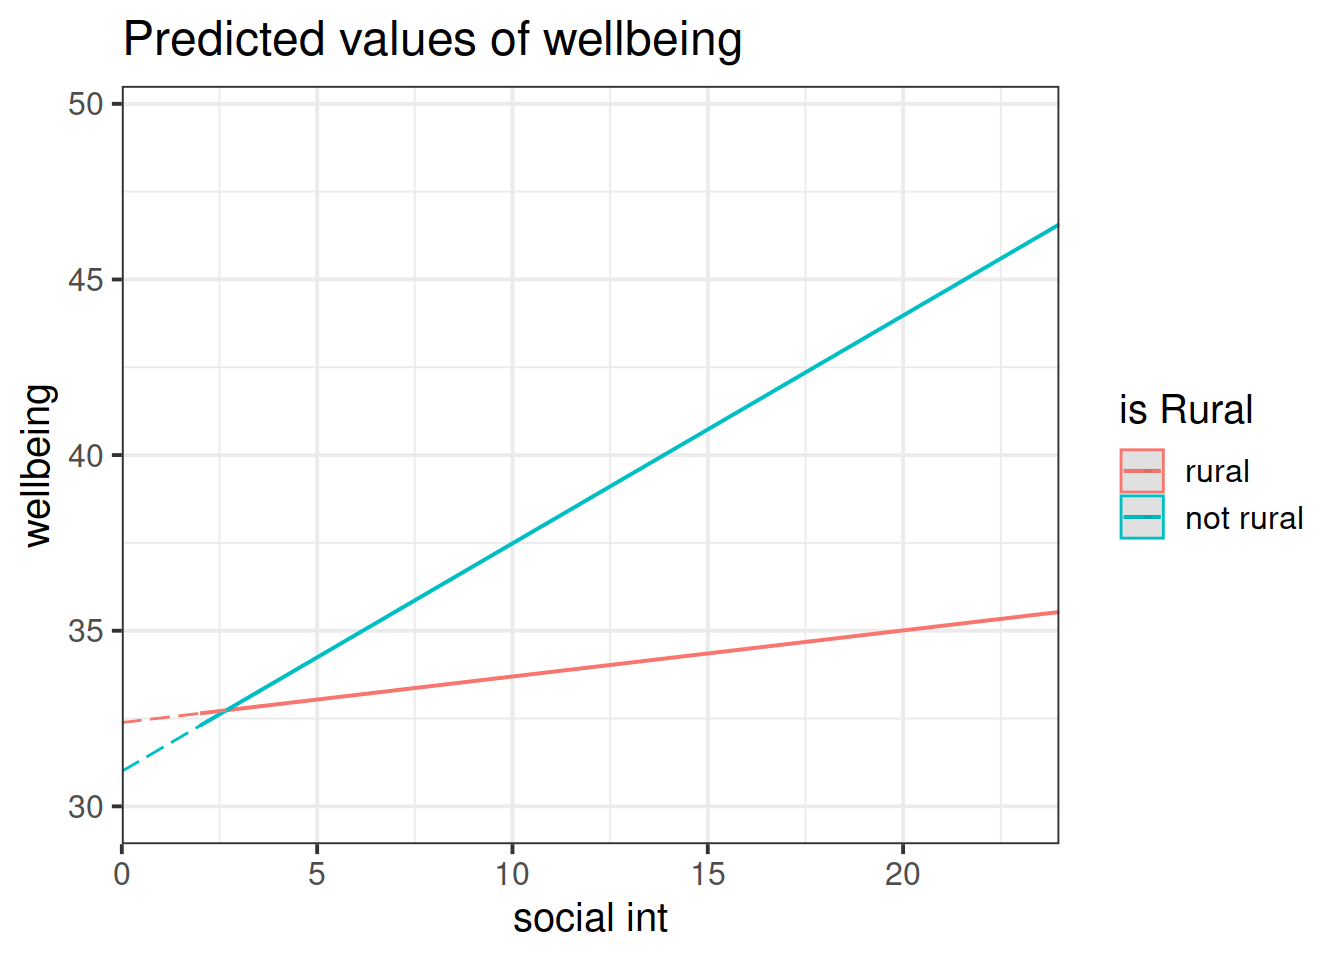 Predicted values of wellbeing
50
45
40
35
30
wellbeing
0 5 10 15 20
social int
is Rural
rural
not rural